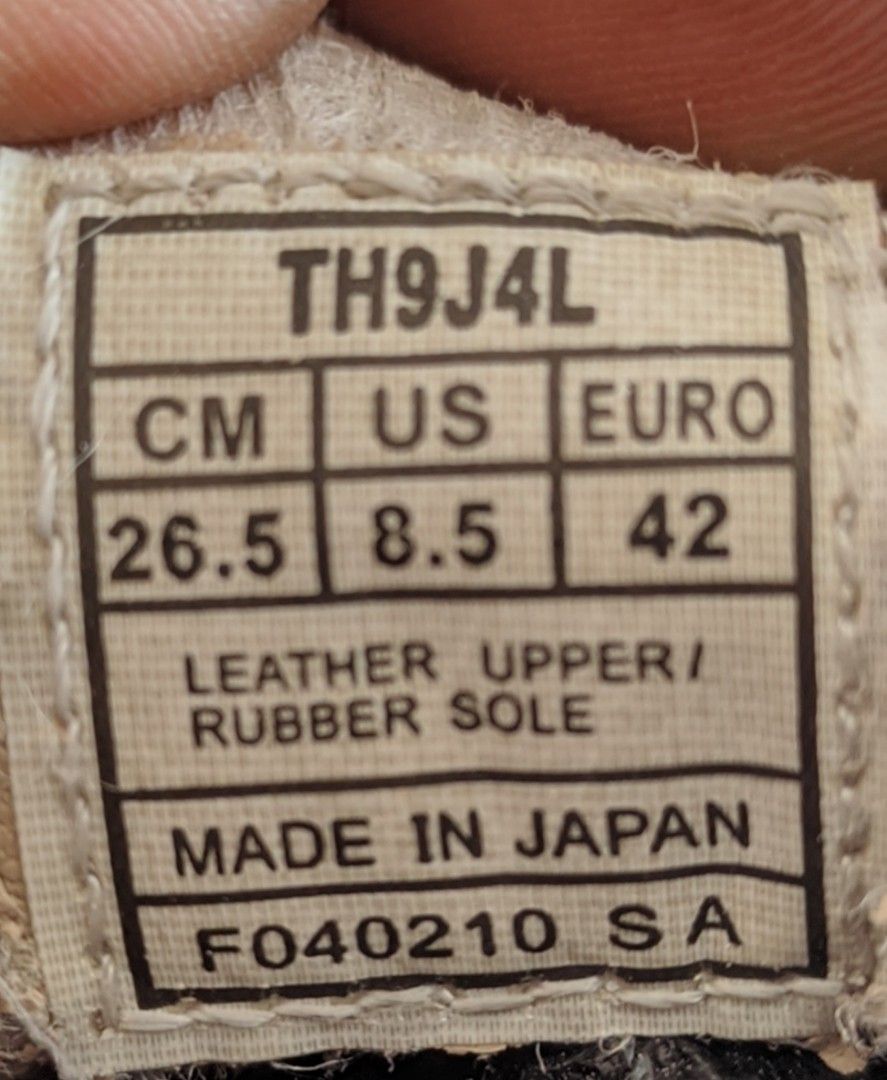 TH9J4L
CM US EURO
26.5 8.5 42
LEATHER UPPER/
RUBBER SOLE
MADE IN JAPAN
F040210 SA